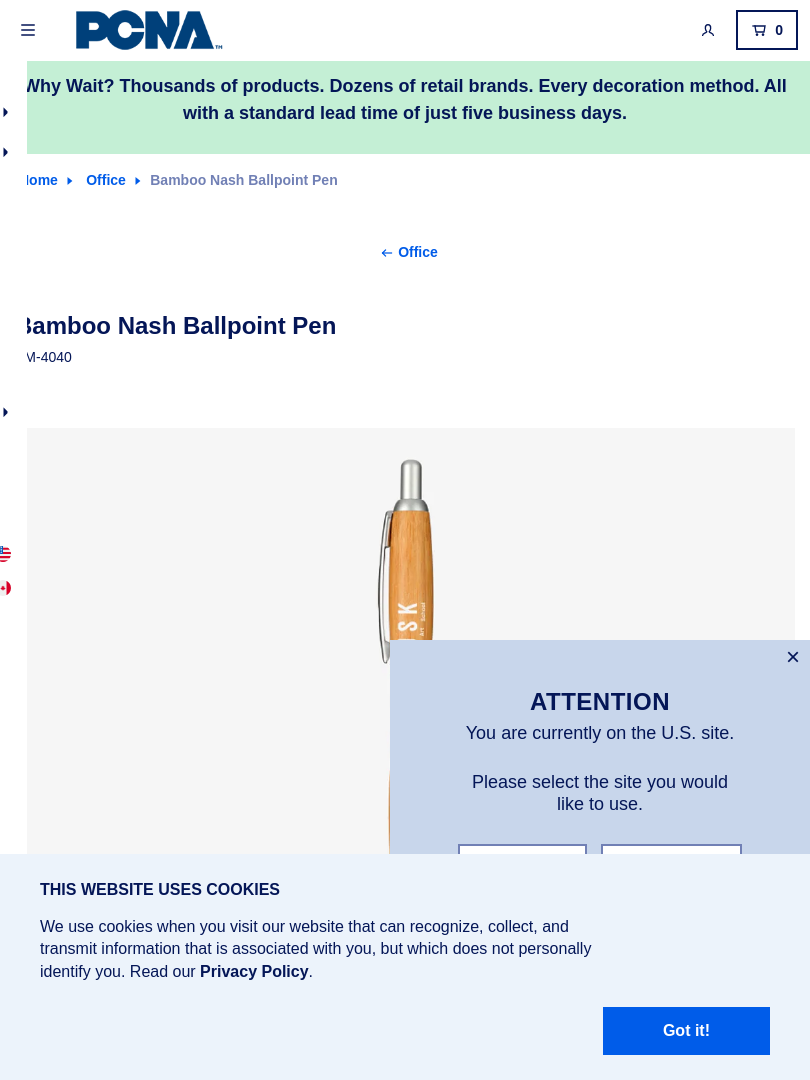 PCNA™
0
Why Wait? Thousands of products. Dozens of retail brands. Every decoration method. All
with a standard lead time of just five business days.
Home Office Bamboo Nash Ballpoint Pen
← Office
Bamboo Nash Ballpoint Pen
SM-4040
SK
Art School
ATTENTION
You are currently on the U.S. site.
Please select the site you would
like to use.
THIS WEBSITE USES COOKIES
We use cookies when you visit our website that can recognize, collect, and
transmit information that is associated with you, but which does not personally
identify you. Read our Privacy Policy.
Got it!